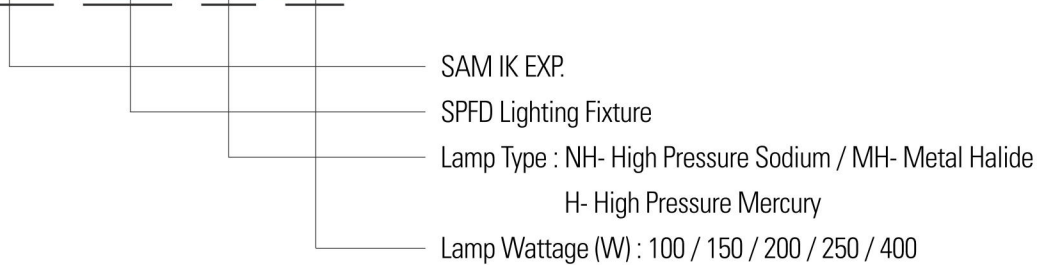 SAM IK EXP.
SPFD Lighting Fixture
Lamp Type : NH- High Pressure Sodium / MH- Metal Halide
H- High Pressure Mercury
Lamp Wattage (W) : 100 / 150 / 200 / 250 / 400